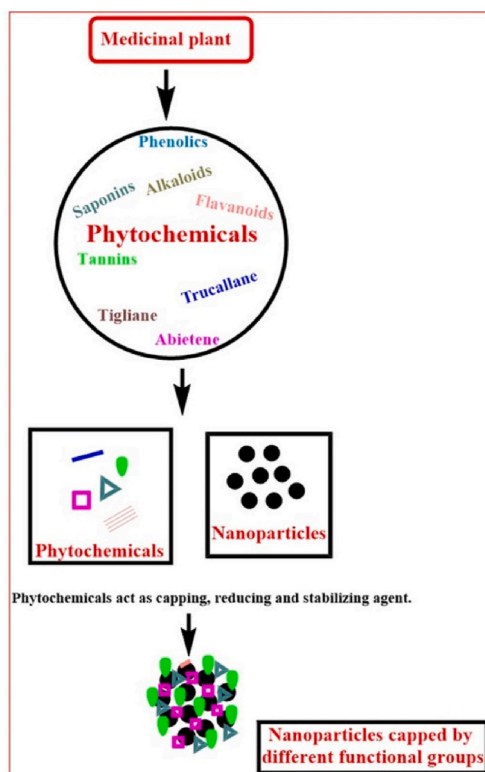 Medicinal plant
Phenolics
Saponins
Alkaloids
Flavanoids
Phytochemicals
Tannins
Trucallane
Tigliane
Abietene
Phytochemicals
Nanoparticles
Phytochemicals act as capping, reducing and stabilizing agent.
Nanoparticles capped by
different functional groups